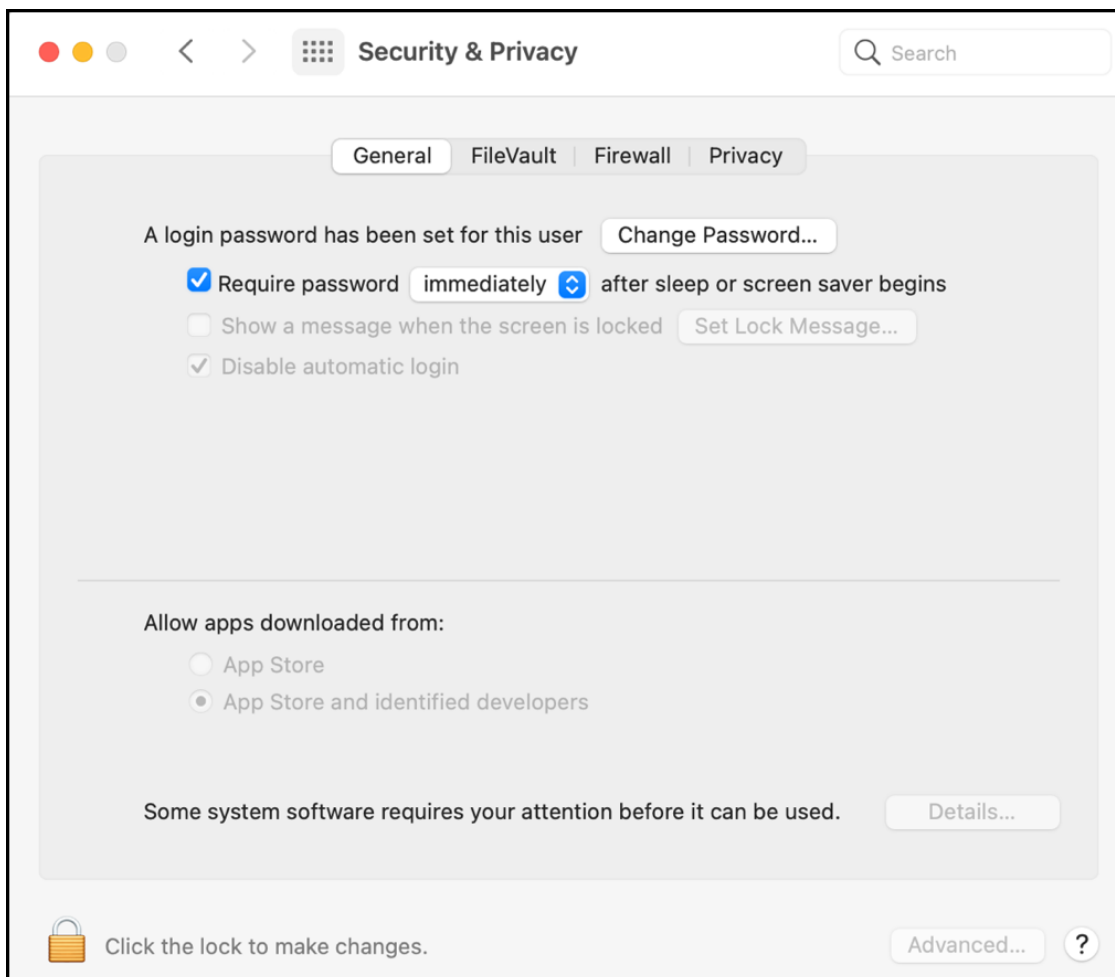 Security & Privacy
Search
General FileVault Firewall Privacy
A login password has been set for this user Change Password...
Require password immediately after sleep or screen saver begins
Show a message when the screen is locked Set Lock Message...
Disable automatic login
Allow apps downloaded from:
App Store
App Store and identified developers
Some system software requires your attention before it can be used. Details...
Click the lock to make changes. Advanced... ?